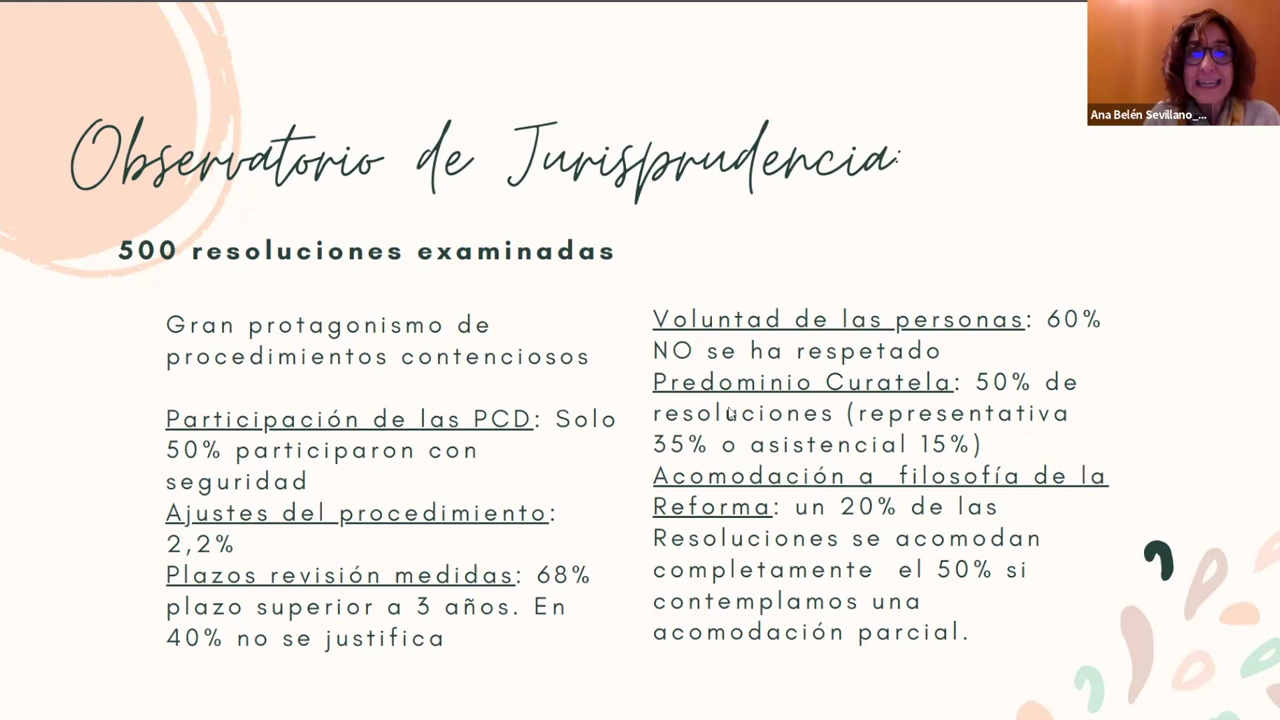 Observatorio de Jurisprudencia:
500 resoluciones examinadas
Gran protagonismo de
procedimientos contenciosos
Participación de las PCD: Solo
50% participaron con
seguridad
Ajustes del procedimiento:
2,2%
Plazos revisión medidas: 68%
plazo superior a 3 años. En
40% no se justifica
Voluntad de las personas: 60%
NO se ha respetado
Predominio Curatela: 50% de
resoluciones (representativa
35% o asistencial 15%)
Acomodación a filosofía de la
Reforma: un 20% de las
Resoluciones se acomodan
completamente el 50% si
contemplamos una
acomodación parcial.
Ana Belén Sevillano_...